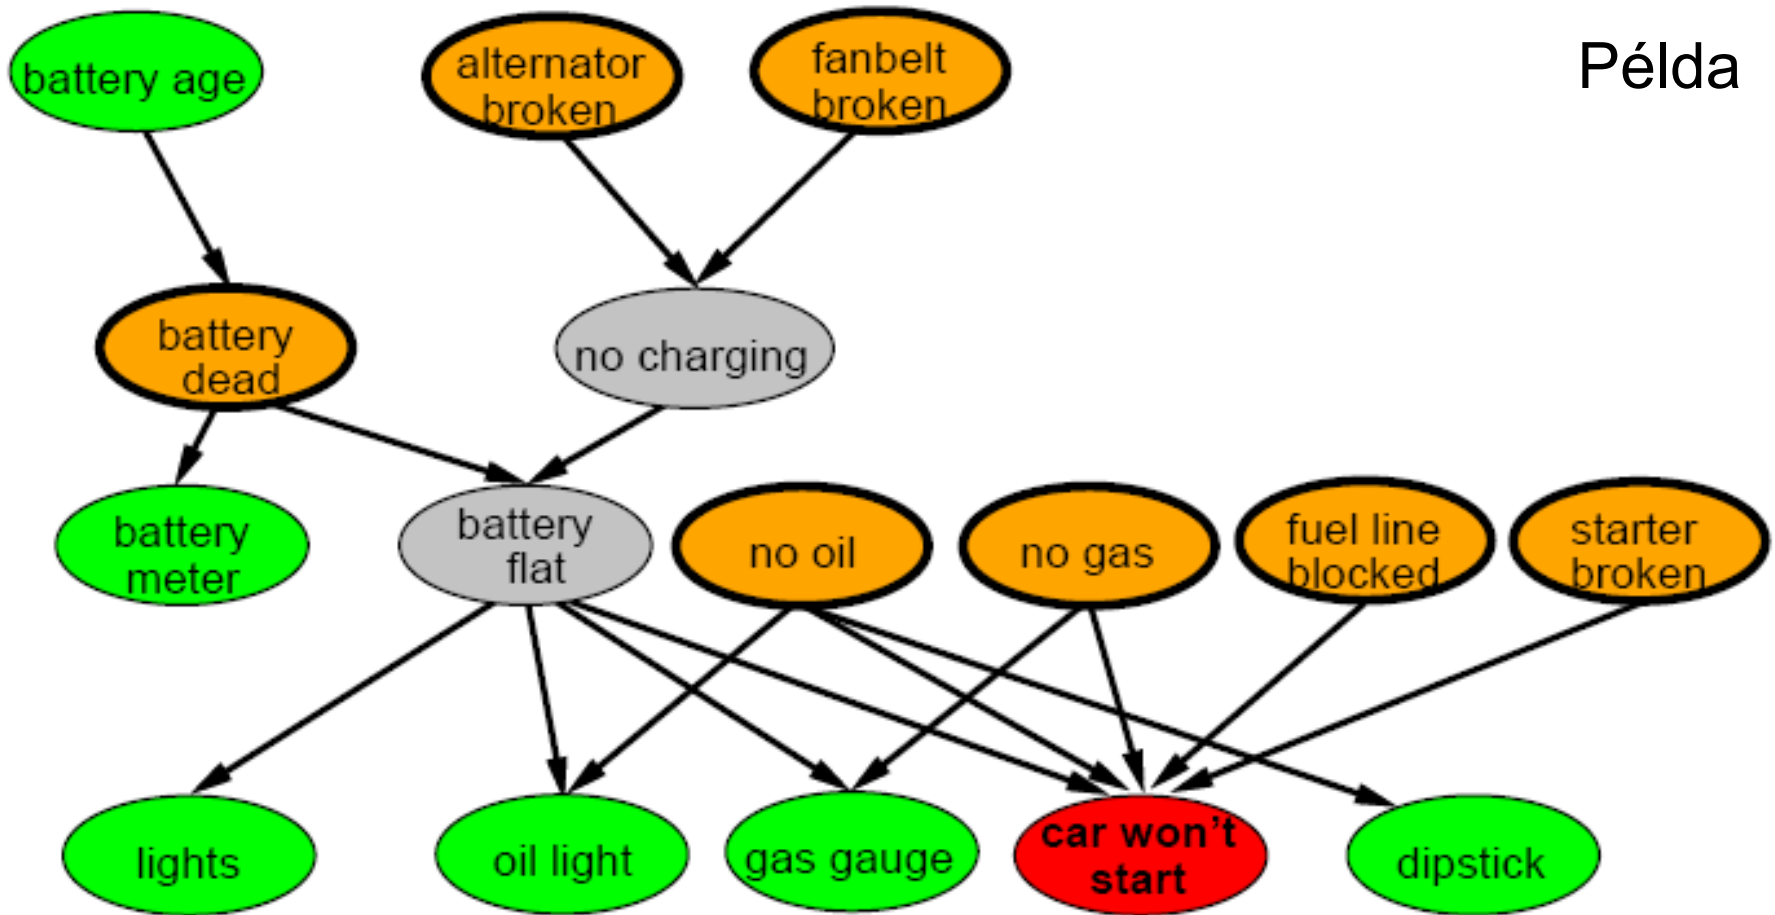 Példa
battery age
alternator
broken
fanbelt
broken
battery
dead
no charging
battery
meter
battery
flat
no oil
no gas
fuel line
blocked
starter
broken
lights
oil light
gas gauge
car won't
start
dipstick